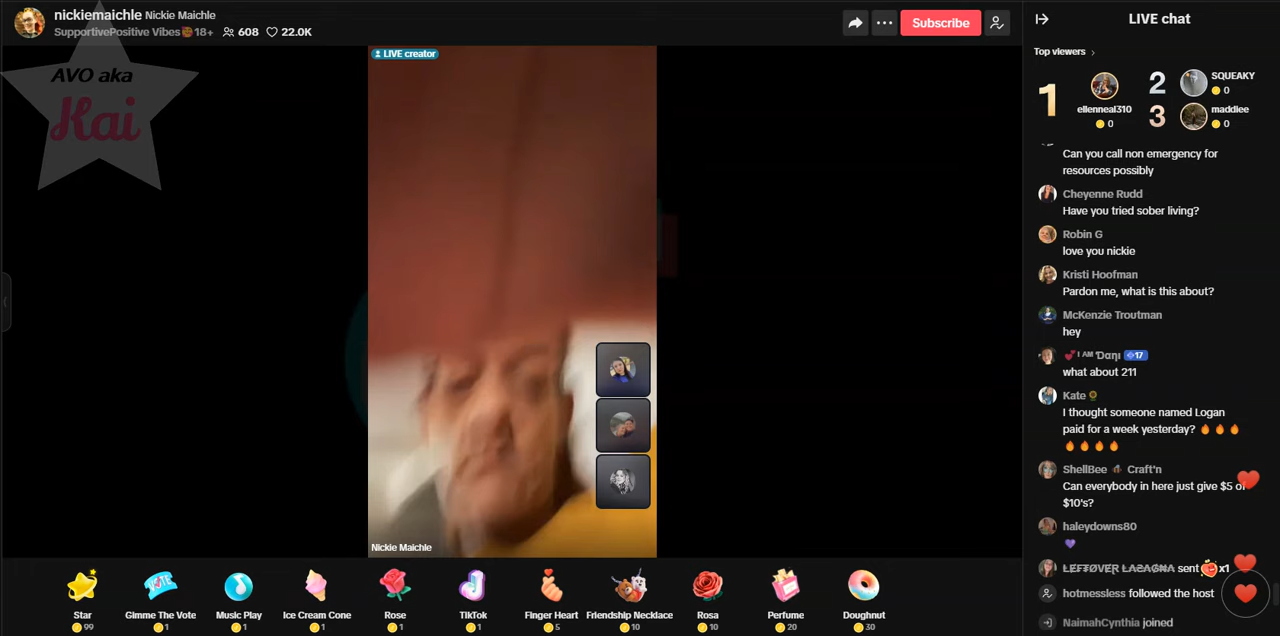 nickiemaichle Nickie Maichle
SupportivePositive Vibes 18+ 608 22.0K
Subscribe
LIVE chat
AVO aka
Kai
LIVE creator
Top viewers
1 ellenneal310 0
2 SQUEAKY 0
3 maddlee 0
Can you call non emergency for
resources possibly
Cheyenne Rudd
Have you tried sober living?
Robin G
love you nickie
Kristi Hoofman
Pardon me, what is this about?
McKenzie Troutman
hey
I AM Dαηι 17
what about 211
Kate
I thought someone named Logan
paid for a week yesterday?
ShellBee Craft'n
Can everybody in here just give $5 or
$10's?
haleydowns80
sent x1
hotmessless followed the host
NaimahCynthia joined
Nickie Maichle
Star
99
Gimme The Vote
1
Music Play
1
Ice Cream Cone
1
Rose
1
TikTok
1
Finger Heart
5
Friendship Necklace
10
Rosa
10
Perfume
20
Doughnut
30